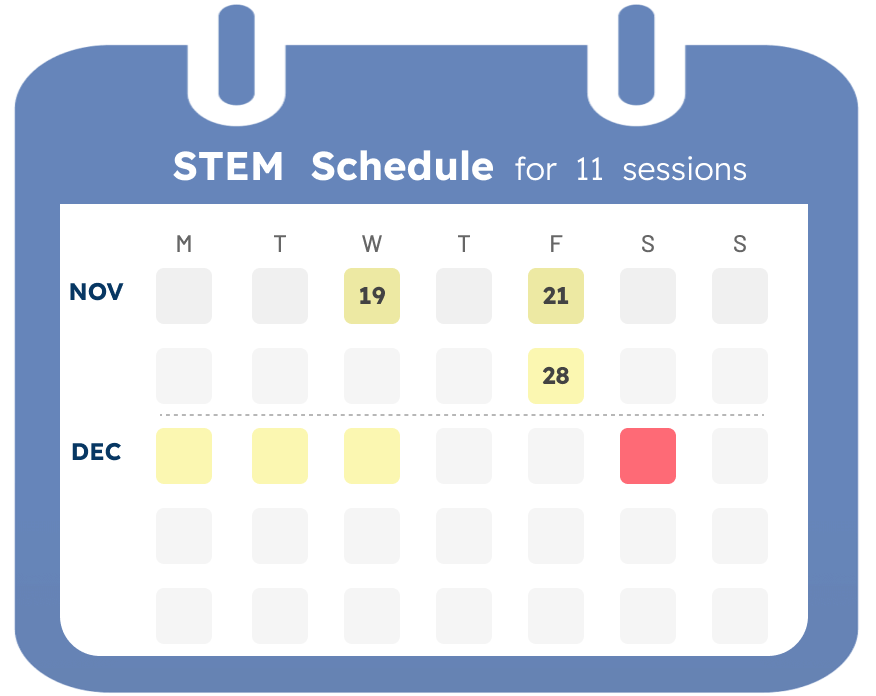 STEM Schedule for 11 sessions
M T W T F S S
NOV 19 21
28
DEC